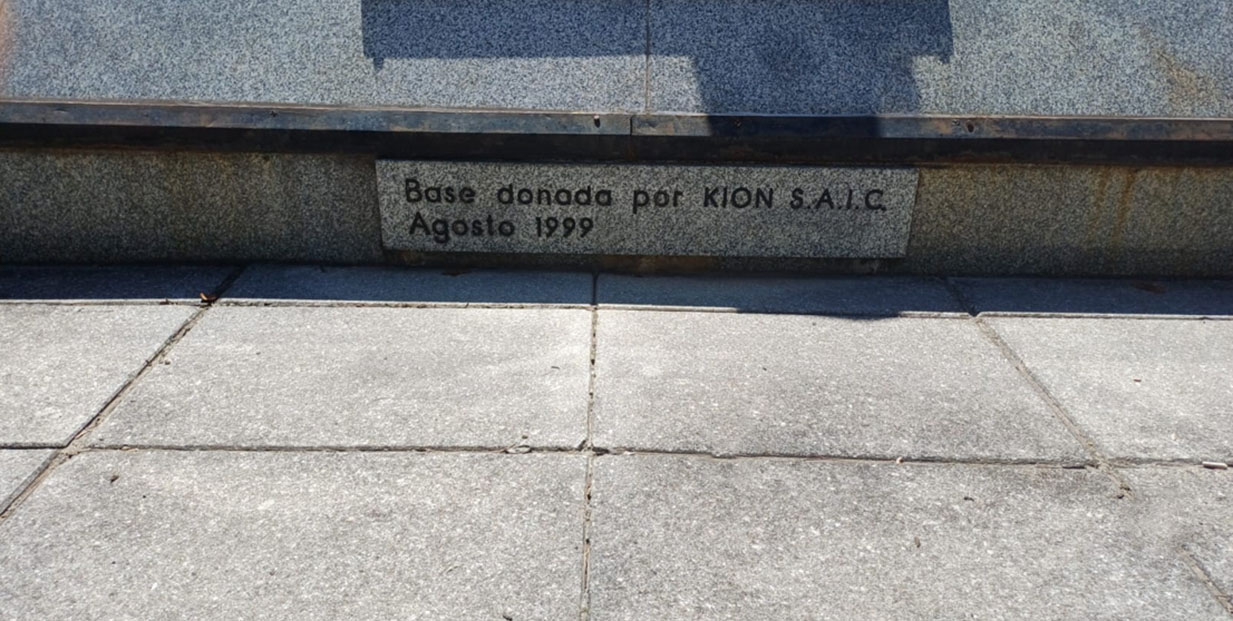 Base donada por KION S.A.I.C.
Agosto 1999